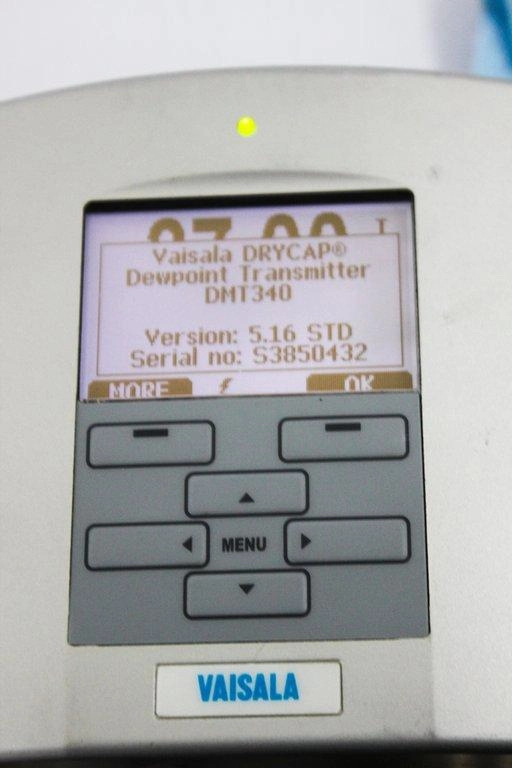 Vaisala DRYCAP®
Dewpoint Transmitter
DMT340
Version: 5.16 STD
Serial no: S3850432
MORE OK
MENU
VAISALA